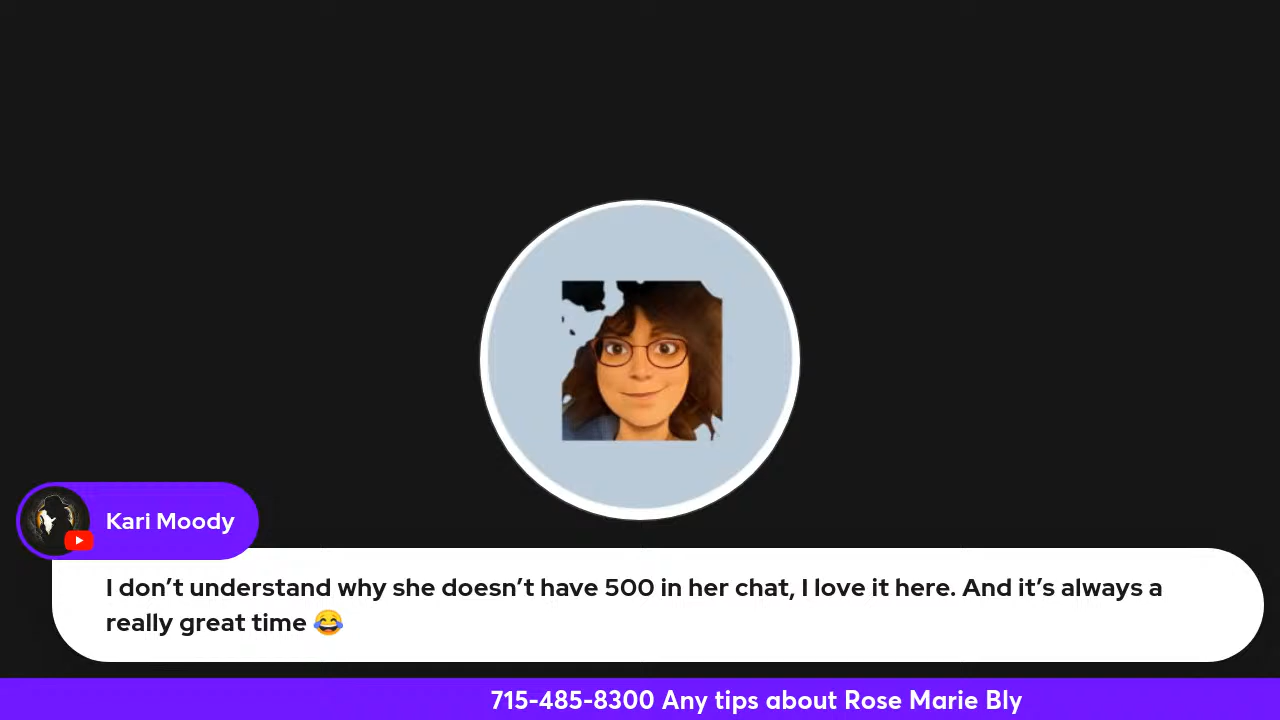 Kari Moody
I don’t understand why she doesn’t have 500 in her chat, I love it here. And it’s always a
really great time 😂
715-485-8300 Any tips about Rose Marie Bly